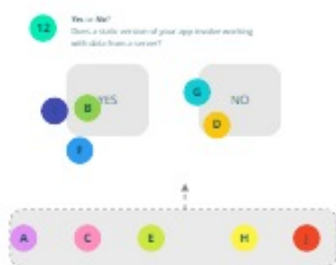 12
Yes or No?
Does a static version of your app involve working
with data from a server?
YES
NO
B
G
D
F
A
C
E
H